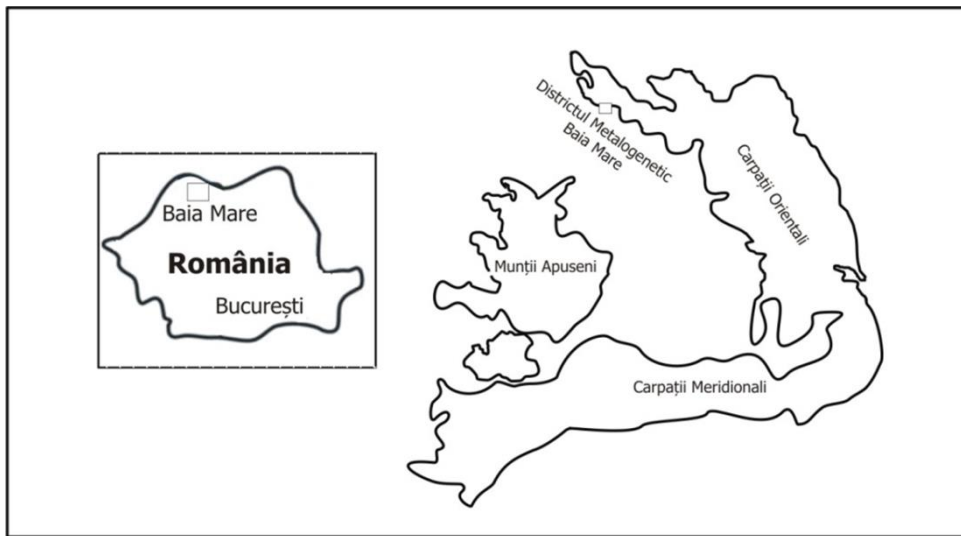 Baia Mare
România
București
Districtul Metalogenetic
Baia Mare
Carpații Orientali
Munții Apuseni
Carpații Meridionali